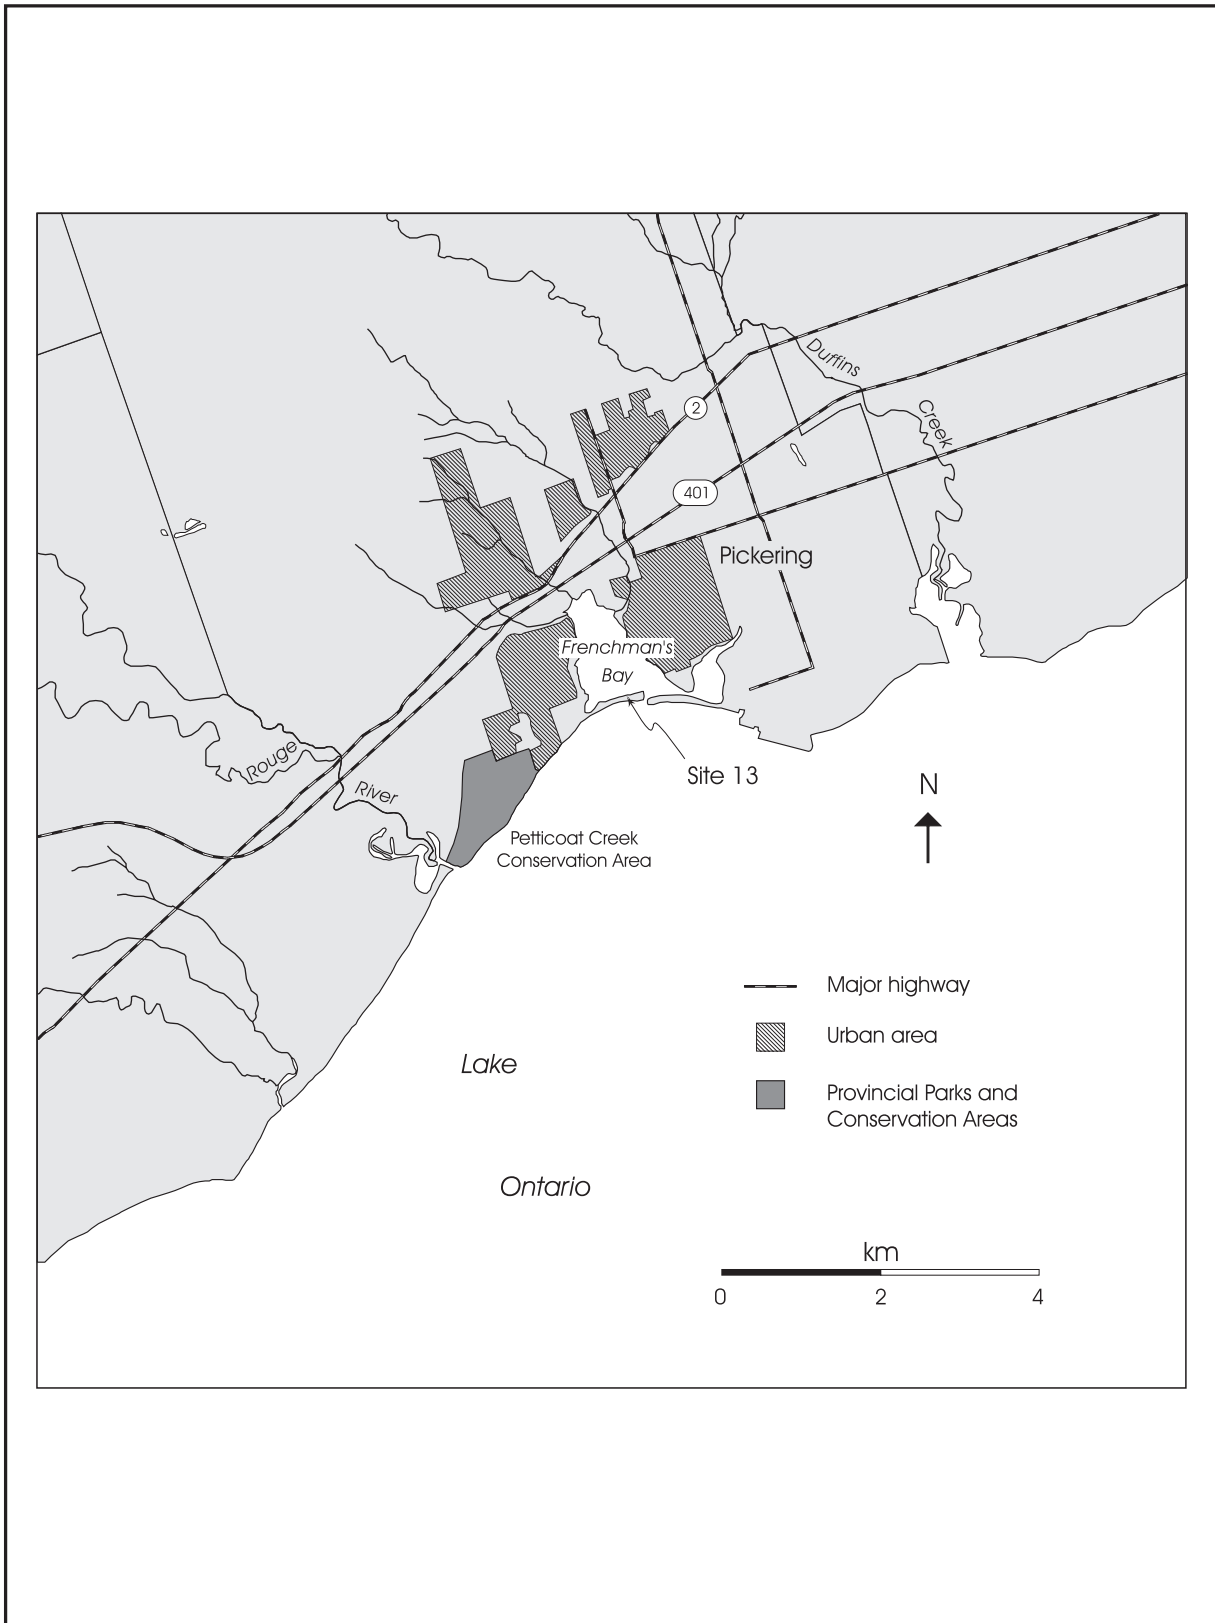 Duffins
Creek
2
401
Pickering
Frenchman's
Bay
Rouge
River
Site 13
N
Petticoat Creek
Conservation Area
Major highway
Urban area
Provincial Parks and
Conservation Areas
Lake
Ontario
km
0 2 4